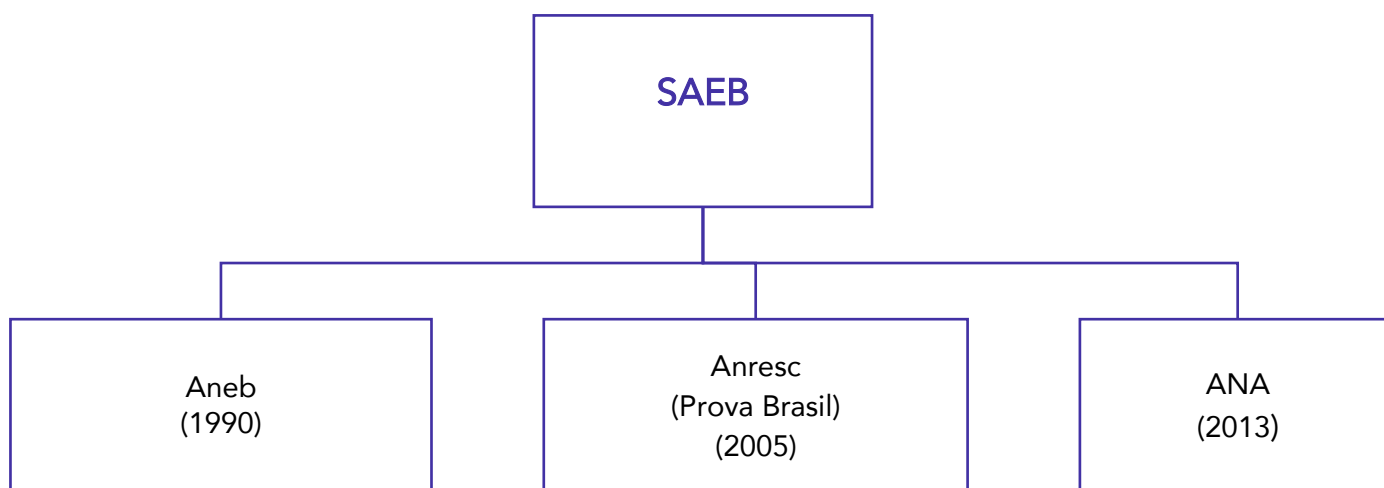 SAEB
Aneb
(1990)
Anresc
(Prova Brasil)
(2005)
ANA
(2013)